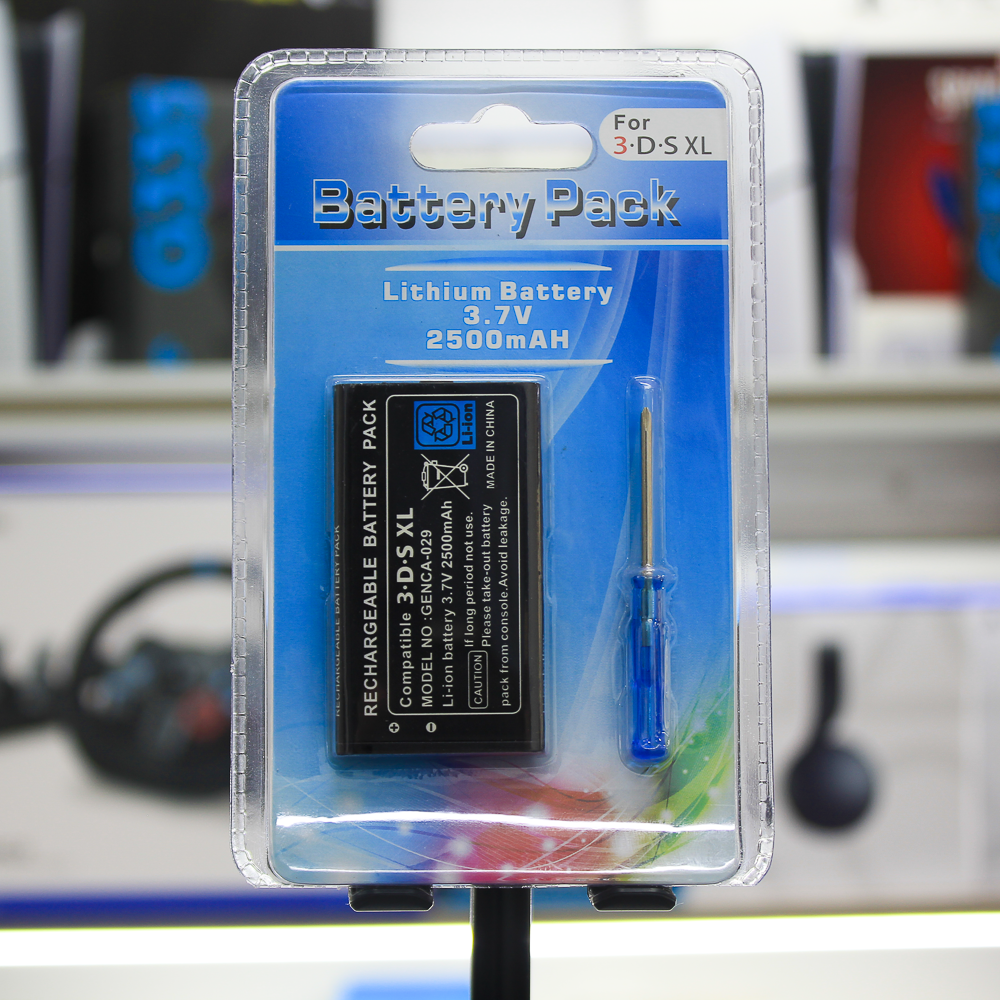 For
3·D·S XL
Battery Pack
Lithium Battery
3.7V
2500mAH
RECHARGEABLE BATTERY PACK
RECHARGEABLE BATTERY PACK
Compatible 3·D·S XL
MODEL NO :GENCA-029
Li-ion battery 3.7V 2500mAh
CAUTION If long period not use.
Please take-out battery
pack from console.Avoid leakage.
Li-ion
MADE IN CHINA